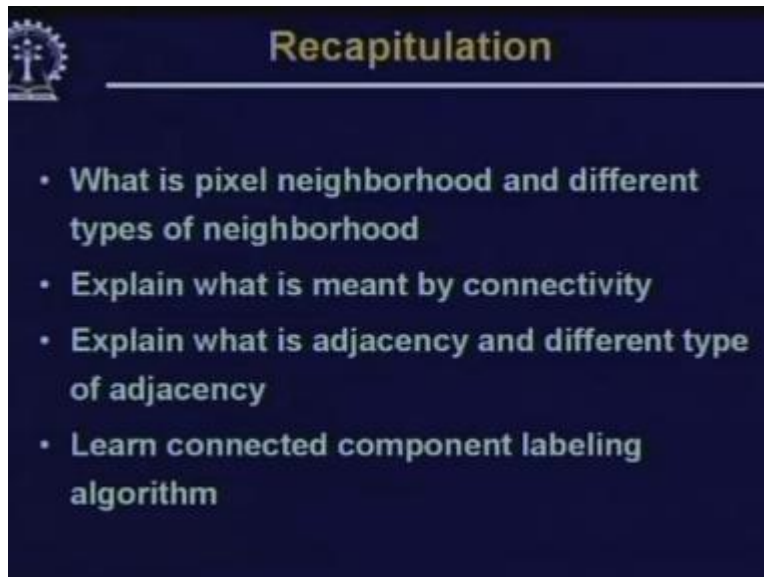 Recapitulation
• What is pixel neighborhood and different
types of neighborhood
• Explain what is meant by connectivity
• Explain what is adjacency and different type
of adjacency
• Learn connected component labeling
algorithm